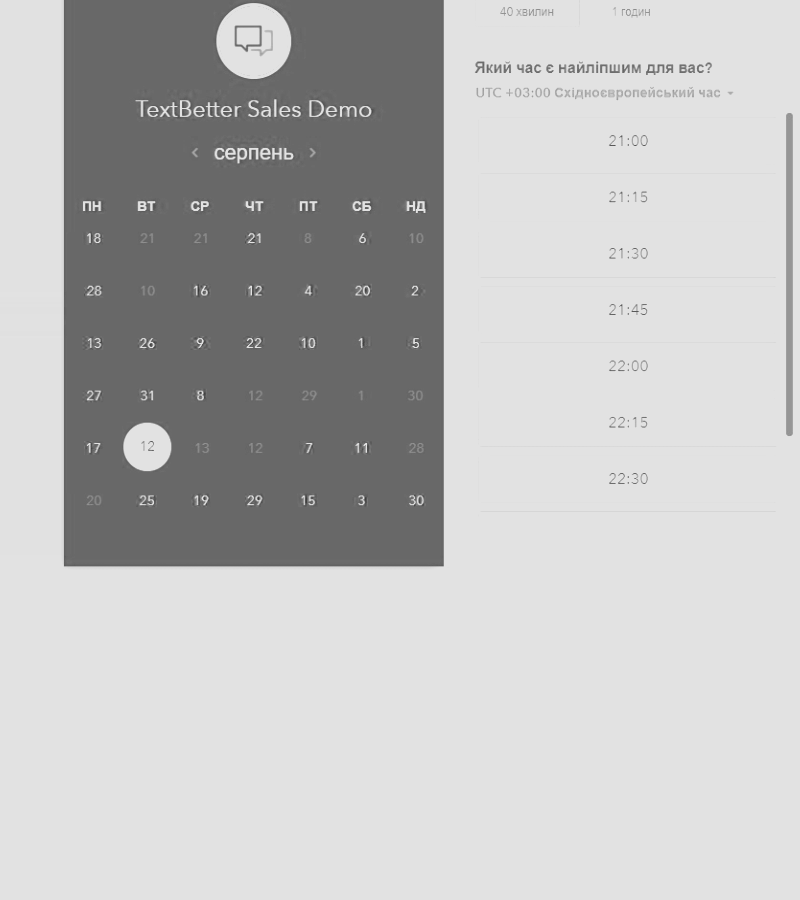 40 хвилин 1 годин
TextBetter Sales Demo
серпень
ПН ВТ СР ЧТ ПТ СБ НД
18 21 21 21 8 6 10
28 10 16 12 4 20 2
13 26 9 22 10 1 5
27 31 8 12 29 1 30
17 12 13 12 7 11 28
20 25 19 29 15 3 30
Який час є найліпшим для вас?
UTC +03:00 Східноєвропейський час
21:00
21:15
21:30
21:45
22:00
22:15
22:30